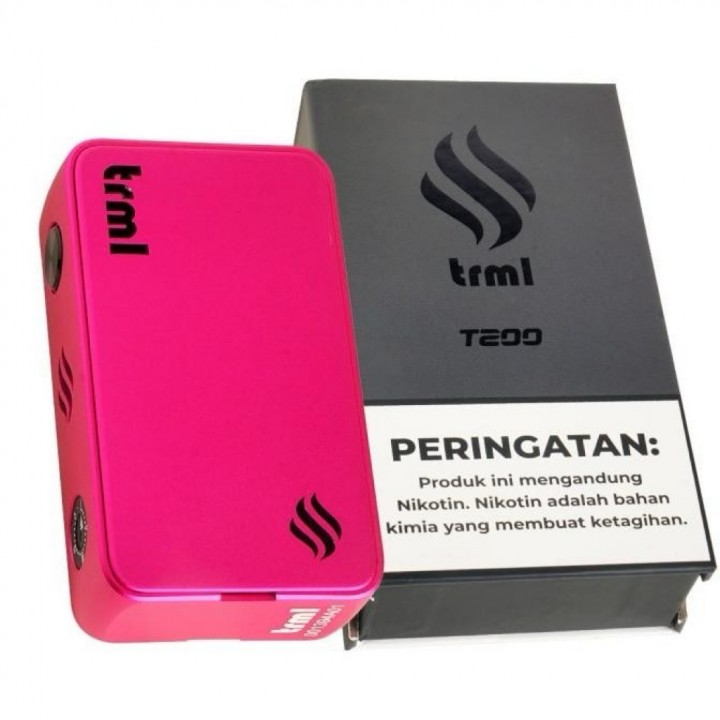 trml
trml
trml
T200
PERINGATAN:
Produk ini mengandung
Nikotin. Nikotin adalah bahan
kimia yang membuat ketagihan.